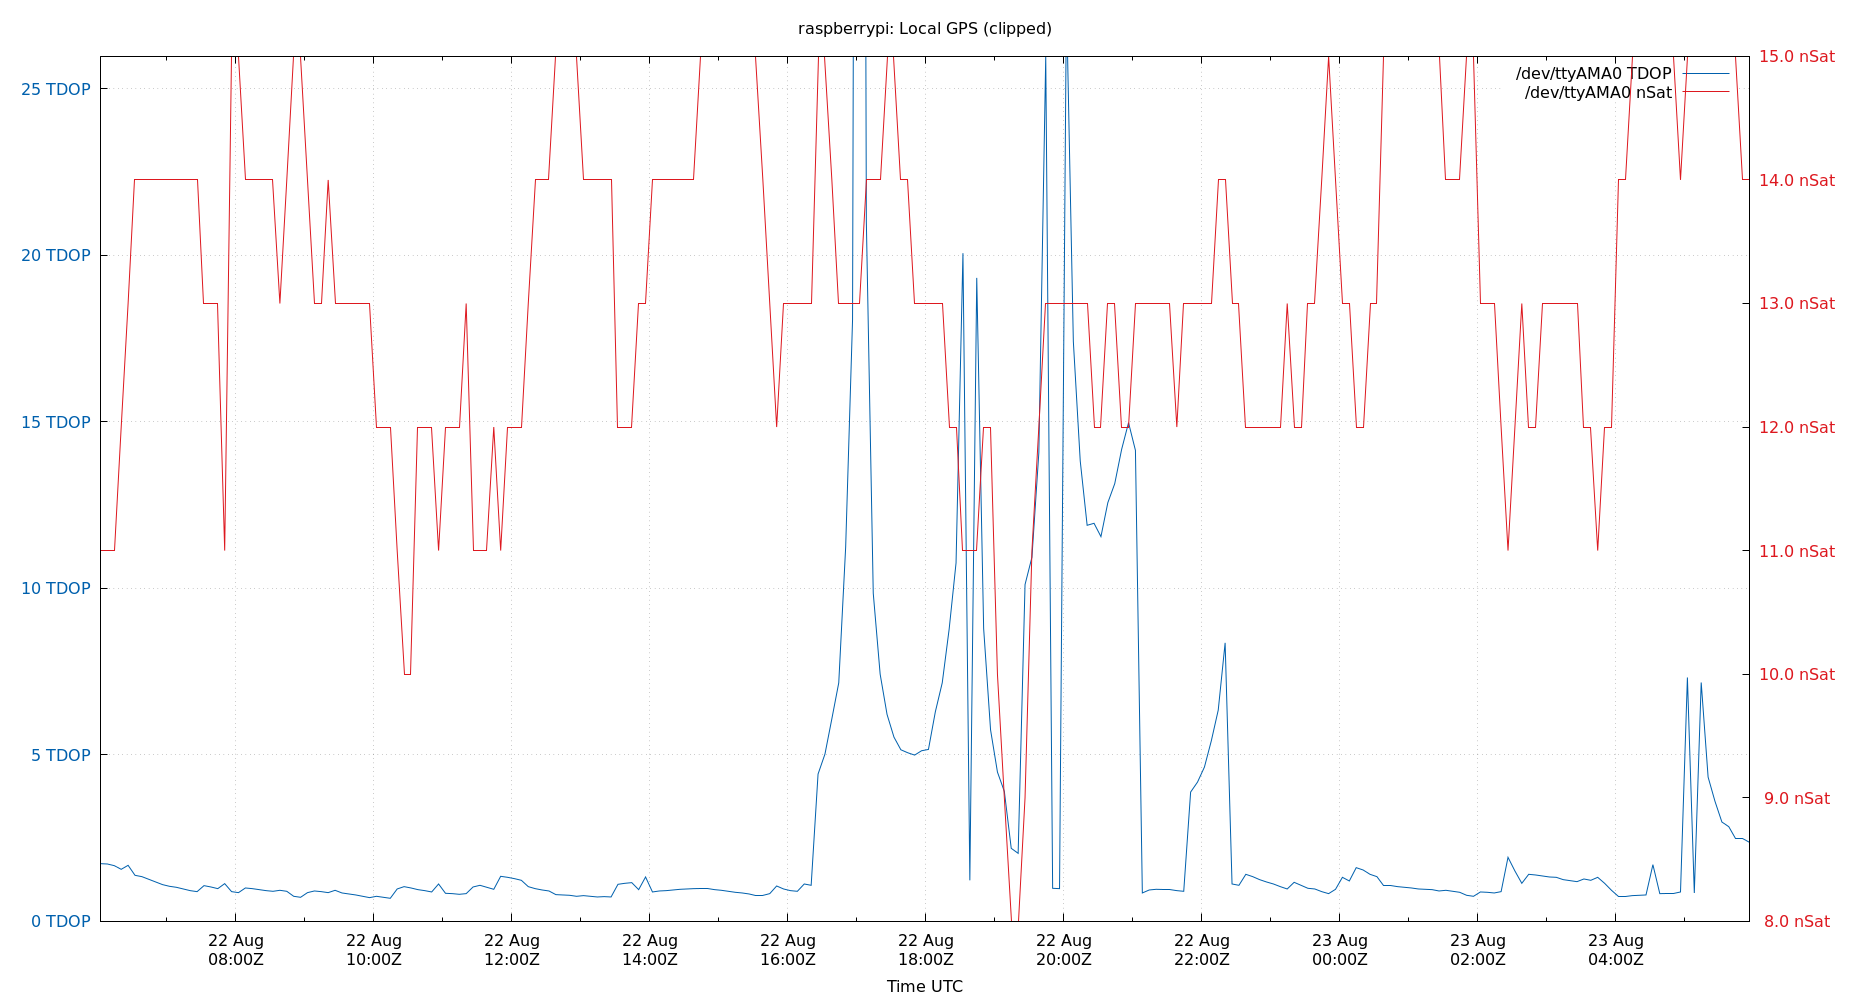 raspberrypi: Local GPS (clipped)
/dev/ttyAMA0 TDOP
/dev/ttyAMA0 nSat
25 TDOP
20 TDOP
15 TDOP
10 TDOP
5 TDOP
0 TDOP
15.0 nSat
14.0 nSat
13.0 nSat
12.0 nSat
11.0 nSat
10.0 nSat
9.0 nSat
8.0 nSat
22 Aug
08:00Z
22 Aug
10:00Z
22 Aug
12:00Z
22 Aug
14:00Z
22 Aug
16:00Z
22 Aug
18:00Z
22 Aug
20:00Z
22 Aug
22:00Z
23 Aug
00:00Z
23 Aug
02:00Z
23 Aug
04:00Z
Time UTC